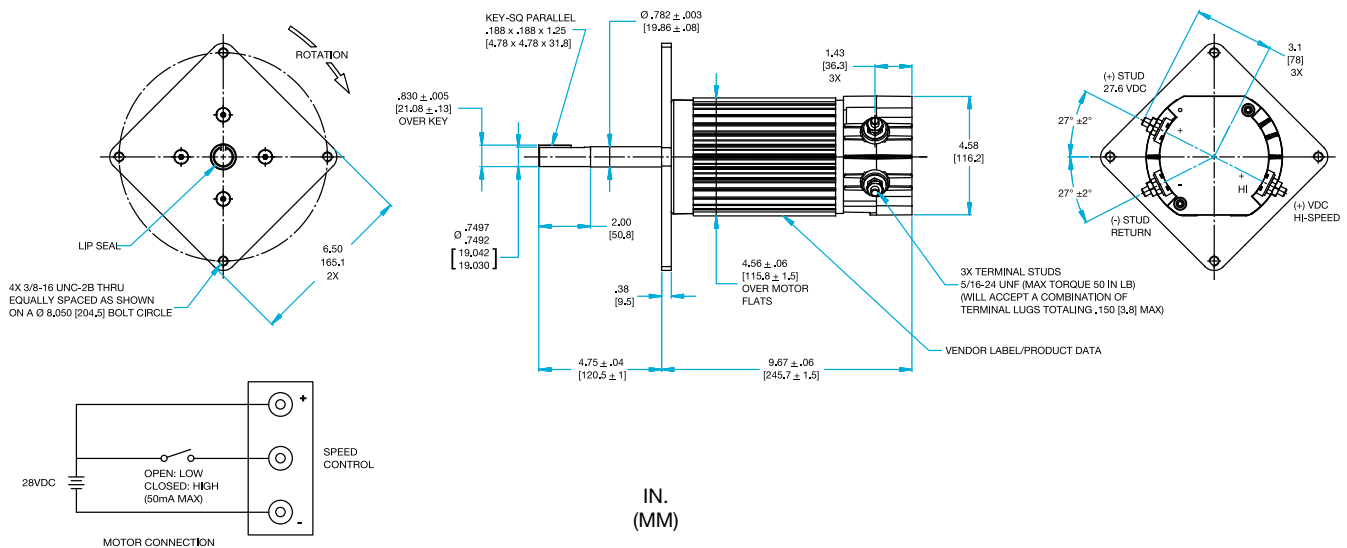 ROTATION
LIP SEAL
4X 3/8-16 UNC-2B THRU
EQUALLY SPACED AS SHOWN
ON A Ø 8.050 [204.5] BOLT CIRCLE
6.50
165.1
2X
KEY-SQ PARALLEL
.188 x .188 x 1.25
[4.78 x 4.78 x 31.8]
Ø .782 ± .003
[19.86 ± .08]
.830 ± .005
[21.08 ± .13]
OVER KEY
1.43
[36.3]
3X
4.58
[116.2]
Ø .7497
.7492
[19.042
19.030]
2.00
[50.8]
.38
[9.5]
4.56 ± .06
[115.8 ± 1.5]
OVER MOTOR
FLATS
3X TERMINAL STUDS
5/16-24 UNF (MAX TORQUE 50 IN LB)
(WILL ACCEPT A COMBINATION OF
TERMINAL LUGS TOTALING .150 [3.8] MAX)
VENDOR LABEL/PRODUCT DATA
4.75 ± .04
[120.5 ± 1]
9.67 ± .06
[245.7 ± 1.5]
3.1
[78]
3X
(+) STUD
27.6 VDC
27° ±2°
27° ±2°
+
-
+
HI
(-) STUD
RETURN
(+) VDC
HI-SPEED
+
SPEED
CONTROL
OPEN: LOW
CLOSED: HIGH
(50mA MAX)
28VDC
-
MOTOR CONNECTION
IN.
(MM)